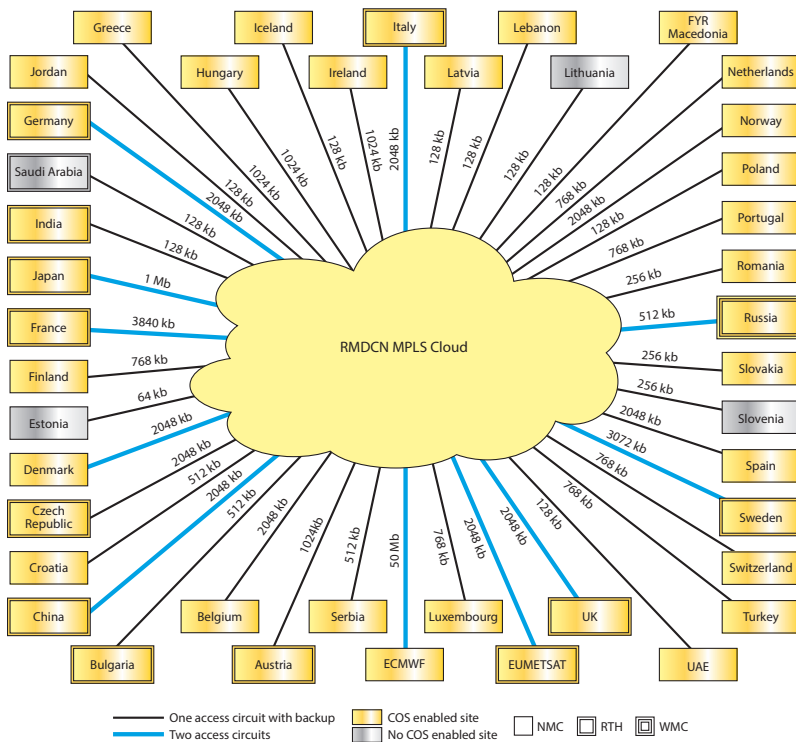 Greece
Iceland
Italy
Lebanon
FYR
Macedonia
Jordan
Hungary
Ireland
Latvia
Lithuania
Netherlands
Germany
Norway
Saudi Arabia
Poland
India
Portugal
Japan
Romania
France
Russia
Finland
Slovakia
Estonia
Slovenia
Denmark
Spain
Czech
Republic
Sweden
Croatia
Switzerland
China
Belgium
Serbia
Luxembourg
UK
Turkey
Bulgaria
Austria
ECMWF
EUMETSAT
UAE
1024 kb
1024 kb
128 kb
1024 kb
2048 kb
128 kb
128 kb
128 kb
128 kb
768 kb
2048 kb
128 kb
768 kb
256 kb
512 kb
256 kb
256 kb
2048 kb
3072 kb
768 kb
768 kb
128 kb
2048 kb
2048 kb
768 kb
50 Mb
512 kb
1024kb
2048 kb
512 kb
2048 kb
512 kb
2048 kb
2048 kb
64 kb
768 kb
3840 kb
1 Mb
128 kb
128 kb
2048 kb
128 kb
RMDCN MPLS Cloud
One access circuit with backup
Two access circuits
COS enabled site
No COS enabled site
NMC
RTH
WMC